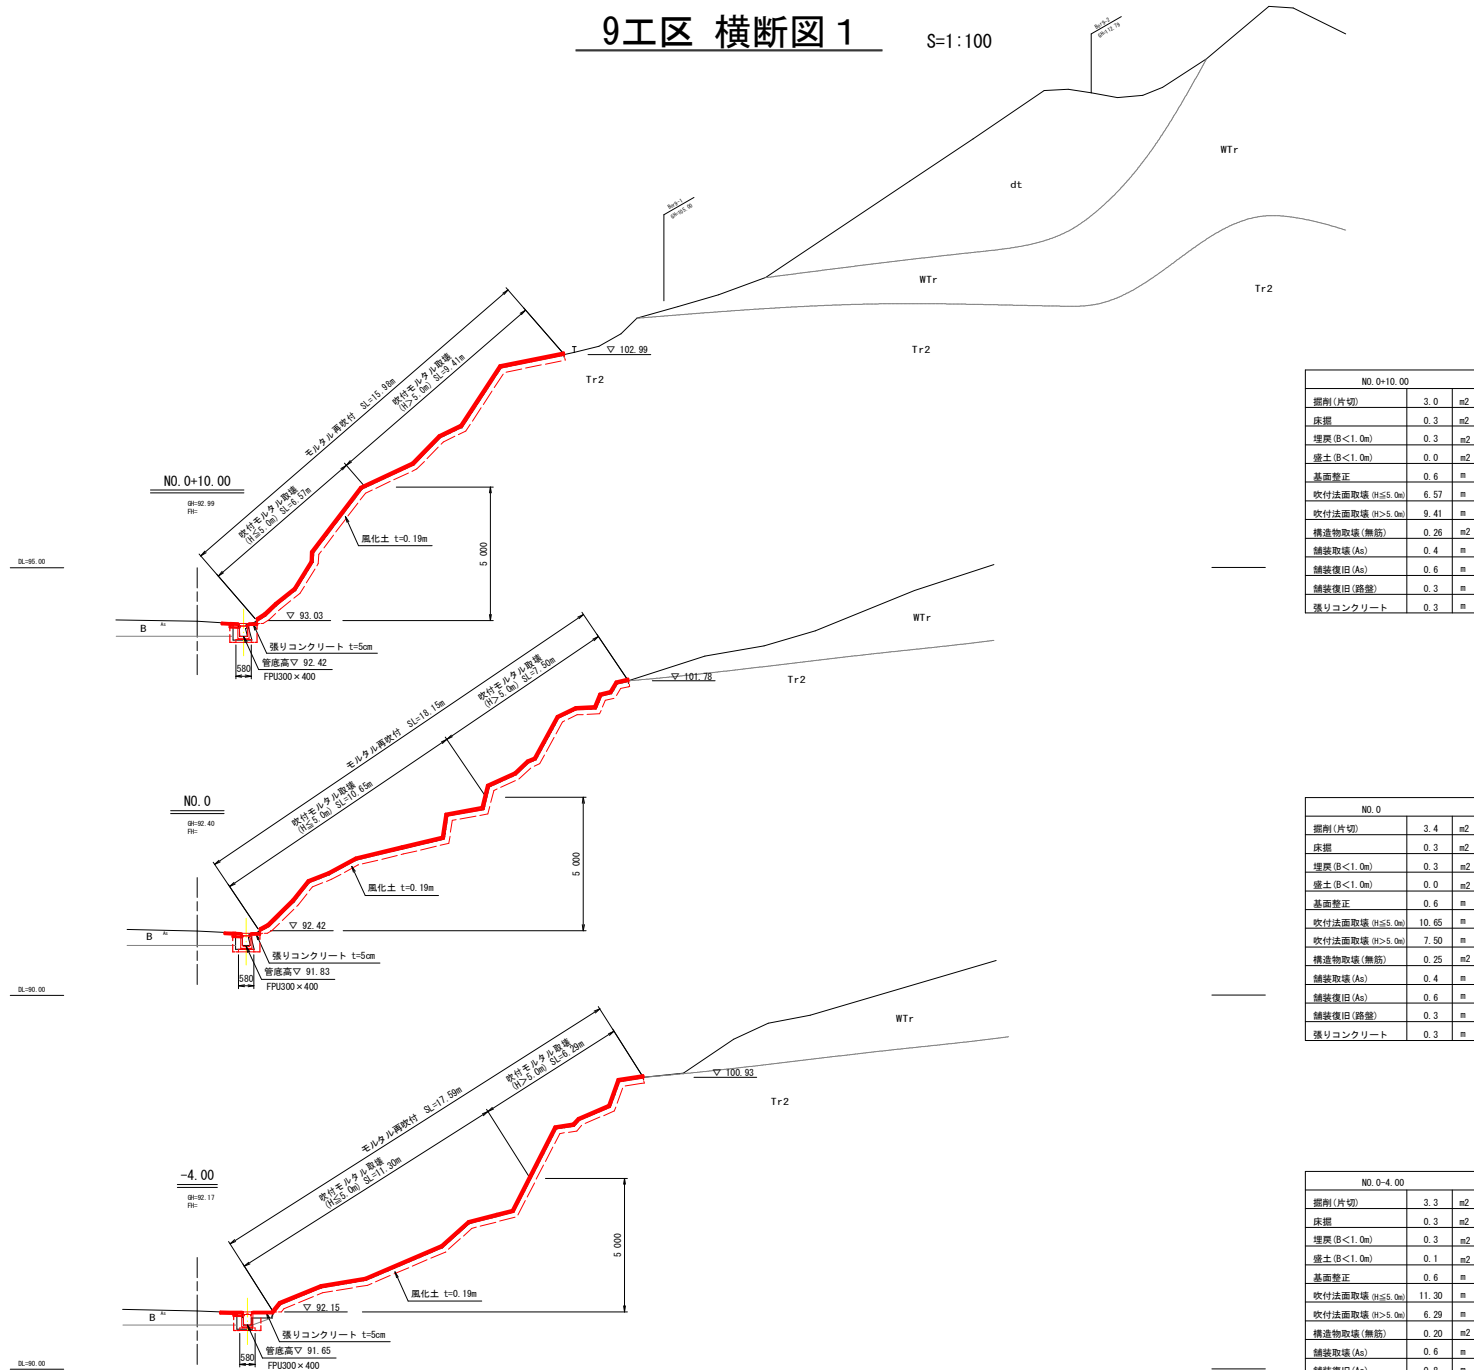 9工区 横断図1
S=1:100
Bor9-2
GH=112.79
WTr
dt
Bor9-1
GH=105.00
WTr
Tr2
Tr2
T
▽ 102.99
Tr2
モルタル再吹付 SL=15.98m
吹付モルタル取壊
(H>5.0m) SL=9.41m
吹付モルタル取壊
(H≦5.0m) SL=6.57m
NO.0+10.00
GH=92.99
FH=
風化土 t=0.19m
5 000
DL=95.00
▽ 93.03
B
As
張りコンクリート t=5cm
管底高▽ 92.42
580
FPU300×400
NO.0+10.00
掘削(片切) 3.0 m2
床掘 0.3 m2
埋戻(B<1.0m) 0.3 m2
盛土(B<1.0m) 0.0 m2
基面整正 0.6 m
吹付法面取壊(H≦5.0m) 6.57 m
吹付法面取壊(H>5.0m) 9.41 m
構造物取壊(無筋) 0.26 m2
舗装取壊(As) 0.4 m
舗装復旧(As) 0.6 m
舗装復旧(路盤) 0.3 m
張りコンクリート 0.3 m
WTr
▽ 101.78
Tr2
モルタル再吹付 SL=18.15m
吹付モルタル取壊
(H>5.0m) SL=7.50m
吹付モルタル取壊
(H≦5.0m) SL=10.65m
NO.0
GH=92.40
FH=
風化土 t=0.19m
5 000
▽ 92.42
B
As
張りコンクリート t=5cm
管底高▽ 91.83
580
FPU300×400
DL=90.00
NO.0
掘削(片切) 3.4 m2
床掘 0.3 m2
埋戻(B<1.0m) 0.3 m2
盛土(B<1.0m) 0.0 m2
基面整正 0.6 m
吹付法面取壊(H≦5.0m) 10.65 m
吹付法面取壊(H>5.0m) 7.50 m
構造物取壊(無筋) 0.25 m2
舗装取壊(As) 0.4 m
舗装復旧(As) 0.6 m
舗装復旧(路盤) 0.3 m
張りコンクリート 0.3 m
WTr
▽ 100.93
Tr2
モルタル再吹付 SL=17.59m
吹付モルタル取壊
(H>5.0m) SL=6.29m
吹付モルタル取壊
(H≦5.0m) SL=11.30m
-4.00
GH=92.17
FH=
風化土 t=0.19m
5 000
▽ 92.15
B
As
張りコンクリート t=5cm
管底高▽ 91.65
580
FPU300×400
DL=90.00
NO.0-4.00
掘削(片切) 3.3 m2
床掘 0.3 m2
埋戻(B<1.0m) 0.3 m2
盛土(B<1.0m) 0.1 m2
基面整正 0.6 m
吹付法面取壊(H≦5.0m) 11.30 m
吹付法面取壊(H>5.0m) 6.29 m
構造物取壊(無筋) 0.20 m2
舗装取壊(As) 0.6 m